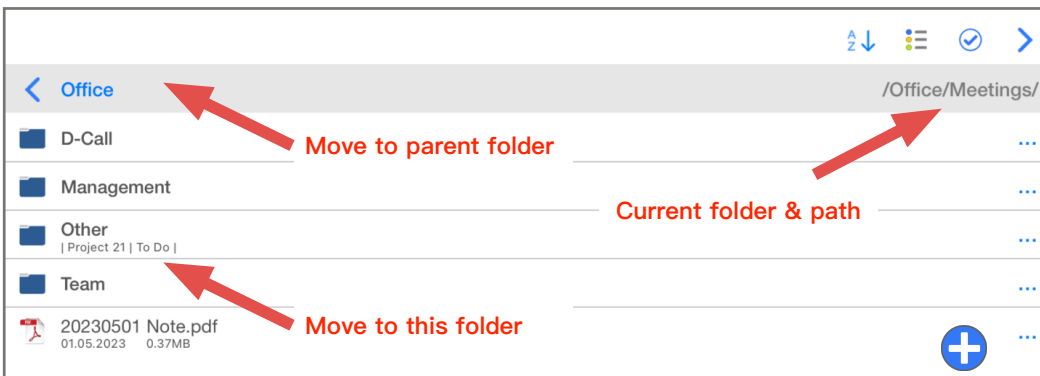 A
Z
Office
/Office/Meetings/
D-Call
Move to parent folder
Management
Current folder & path
Other
| Project 21 | To Do |
Team
20230501 Note.pdf
Move to this folder
01.05.2023 0.37MB